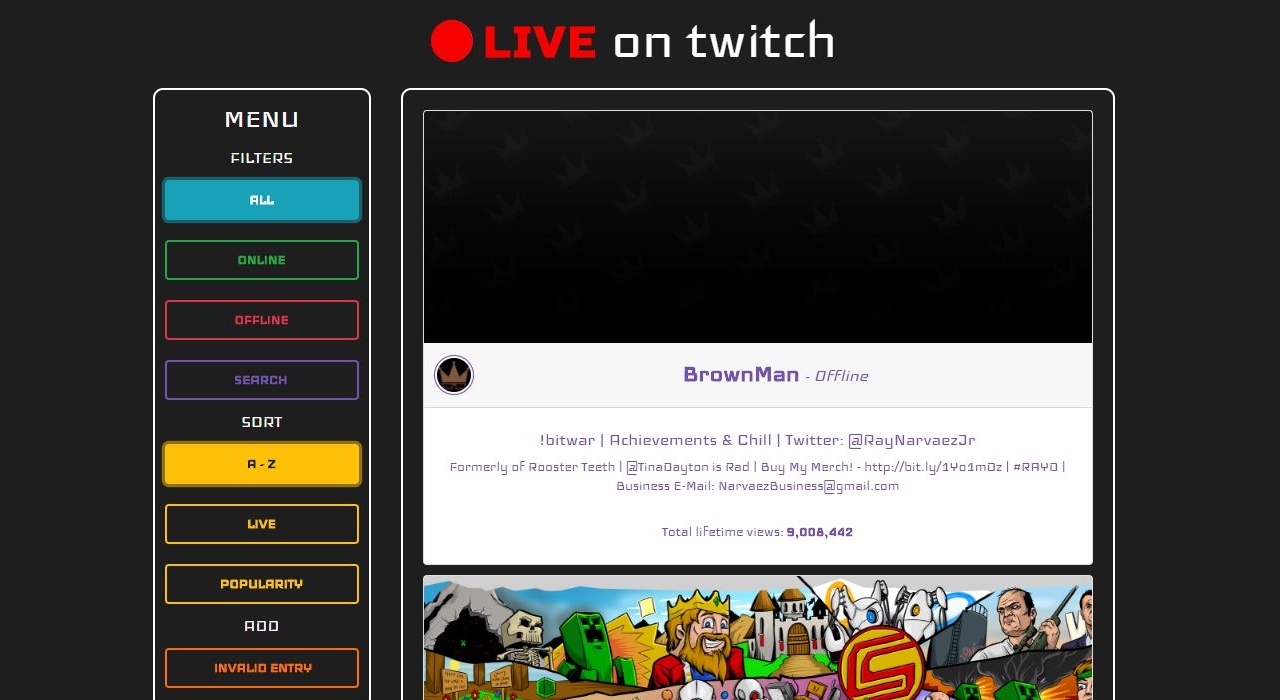 LIVE on twitch
MENU
FILTERS
ALL
ONLINE
OFFLINE
SEARCH
SORT
A - Z
LIVE
POPULARITY
ADD
INVALID ENTRY
BrownMan - Offline
!bitwar | Achievements & Chill | Twitter: @RayNarvaezJr
Formerly of Rooster Teeth | @TinaDayton is Rad | Buy My Merch! - http://bit.ly/1Yo1mDz | #RAYD |
Business E-Mail: NarvaezBusiness@gmail.com
Total lifetime views: 9,008,442